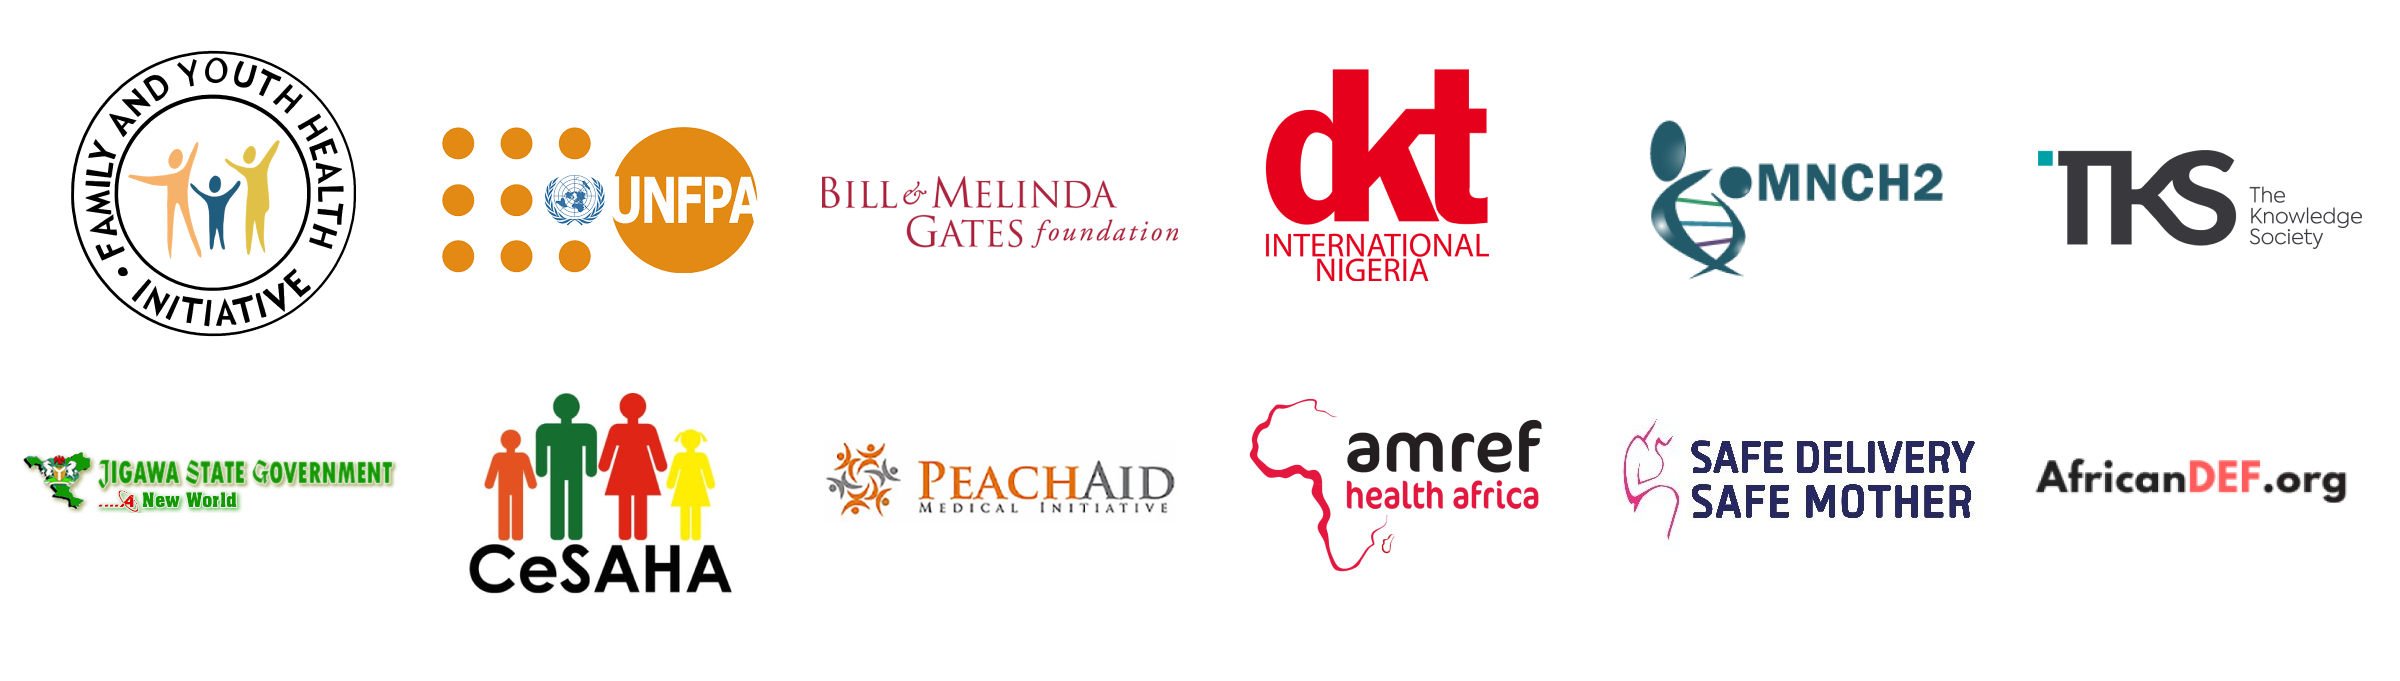 FAMILY AND YOUTH HEALTH
• INITIATIVE
UNFPA
BILL & MELINDA
GATES foundation
dkt
INTERNATIONAL
NIGERIA
MNCH2
TKS
The
Knowledge
Society
JIGAWA STATE GOVERNMENT
....A New World
CeSAHA
PEACHAID
MEDICAL INITIATIVE
amref
health africa
SAFE DELIVERY
SAFE MOTHER
AfricanDEF.org